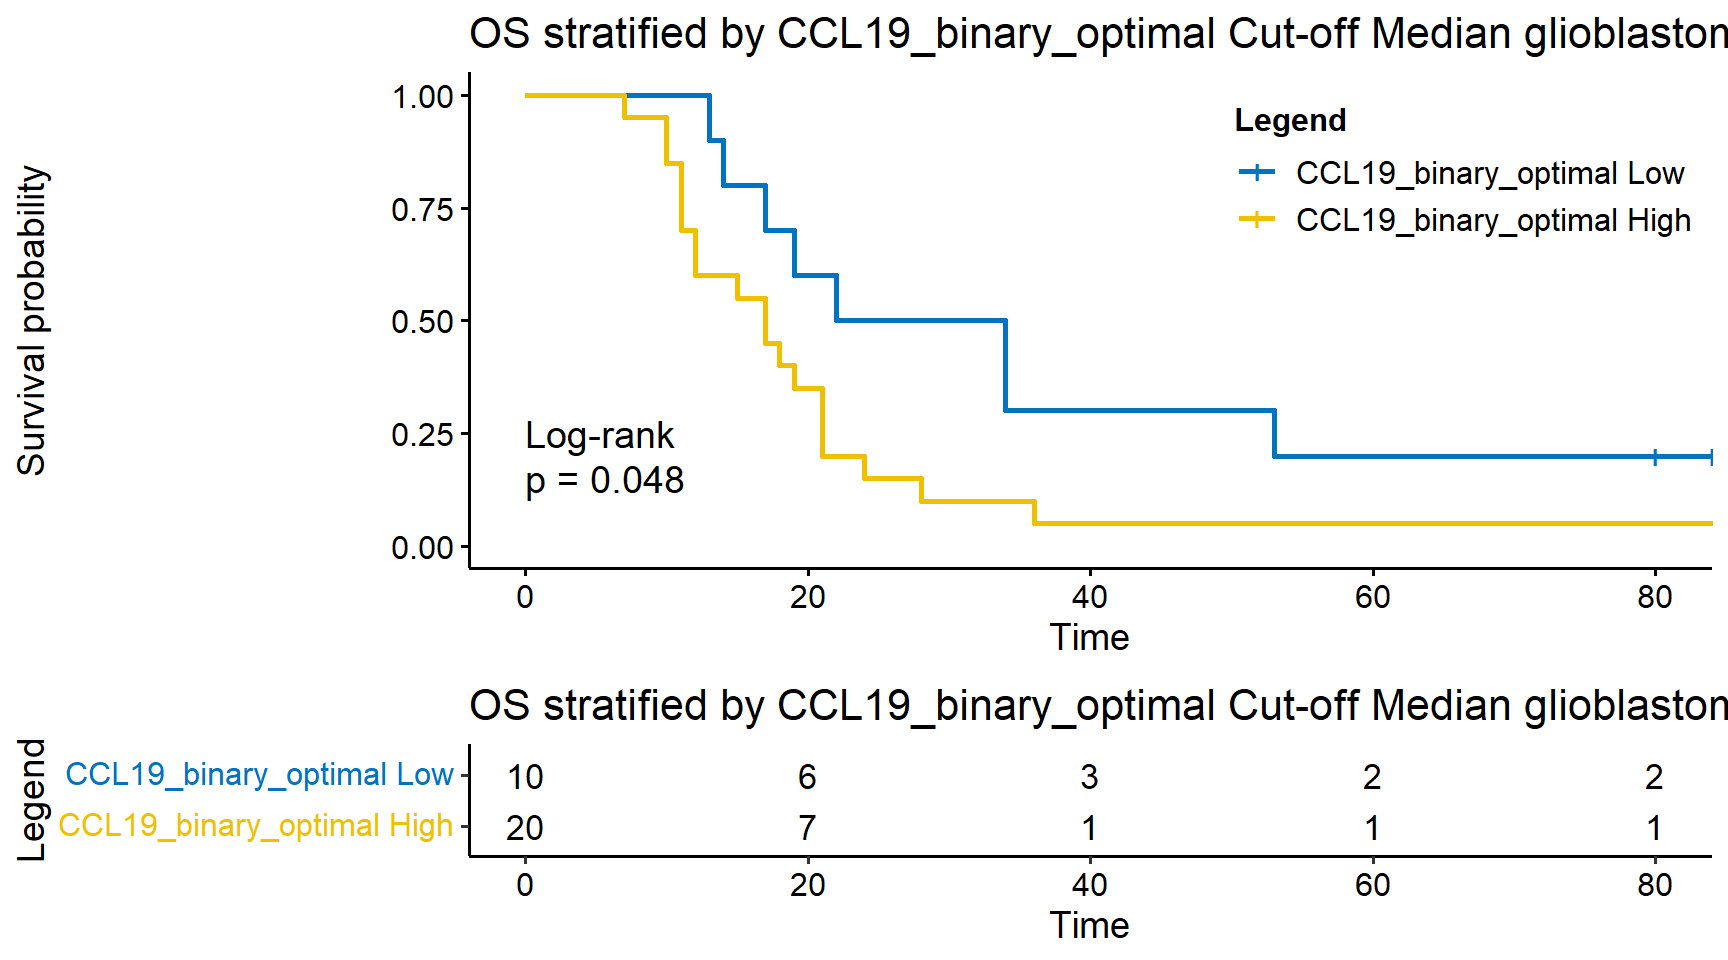 OS stratified by CCL19_binary_optimal Cut-off Median glioblastom
Survival probability
1.00
0.75
0.50
0.25
0.00
Legend
CCL19_binary_optimal Low
CCL19_binary_optimal High
Log-rank
p = 0.048
0 20 40 60 80
Time
OS stratified by CCL19_binary_optimal Cut-off Median glioblastom
Legend
CCL19_binary_optimal Low 10 6 3 2 2
CCL19_binary_optimal High 20 7 1 1 1
0 20 40 60 80
Time